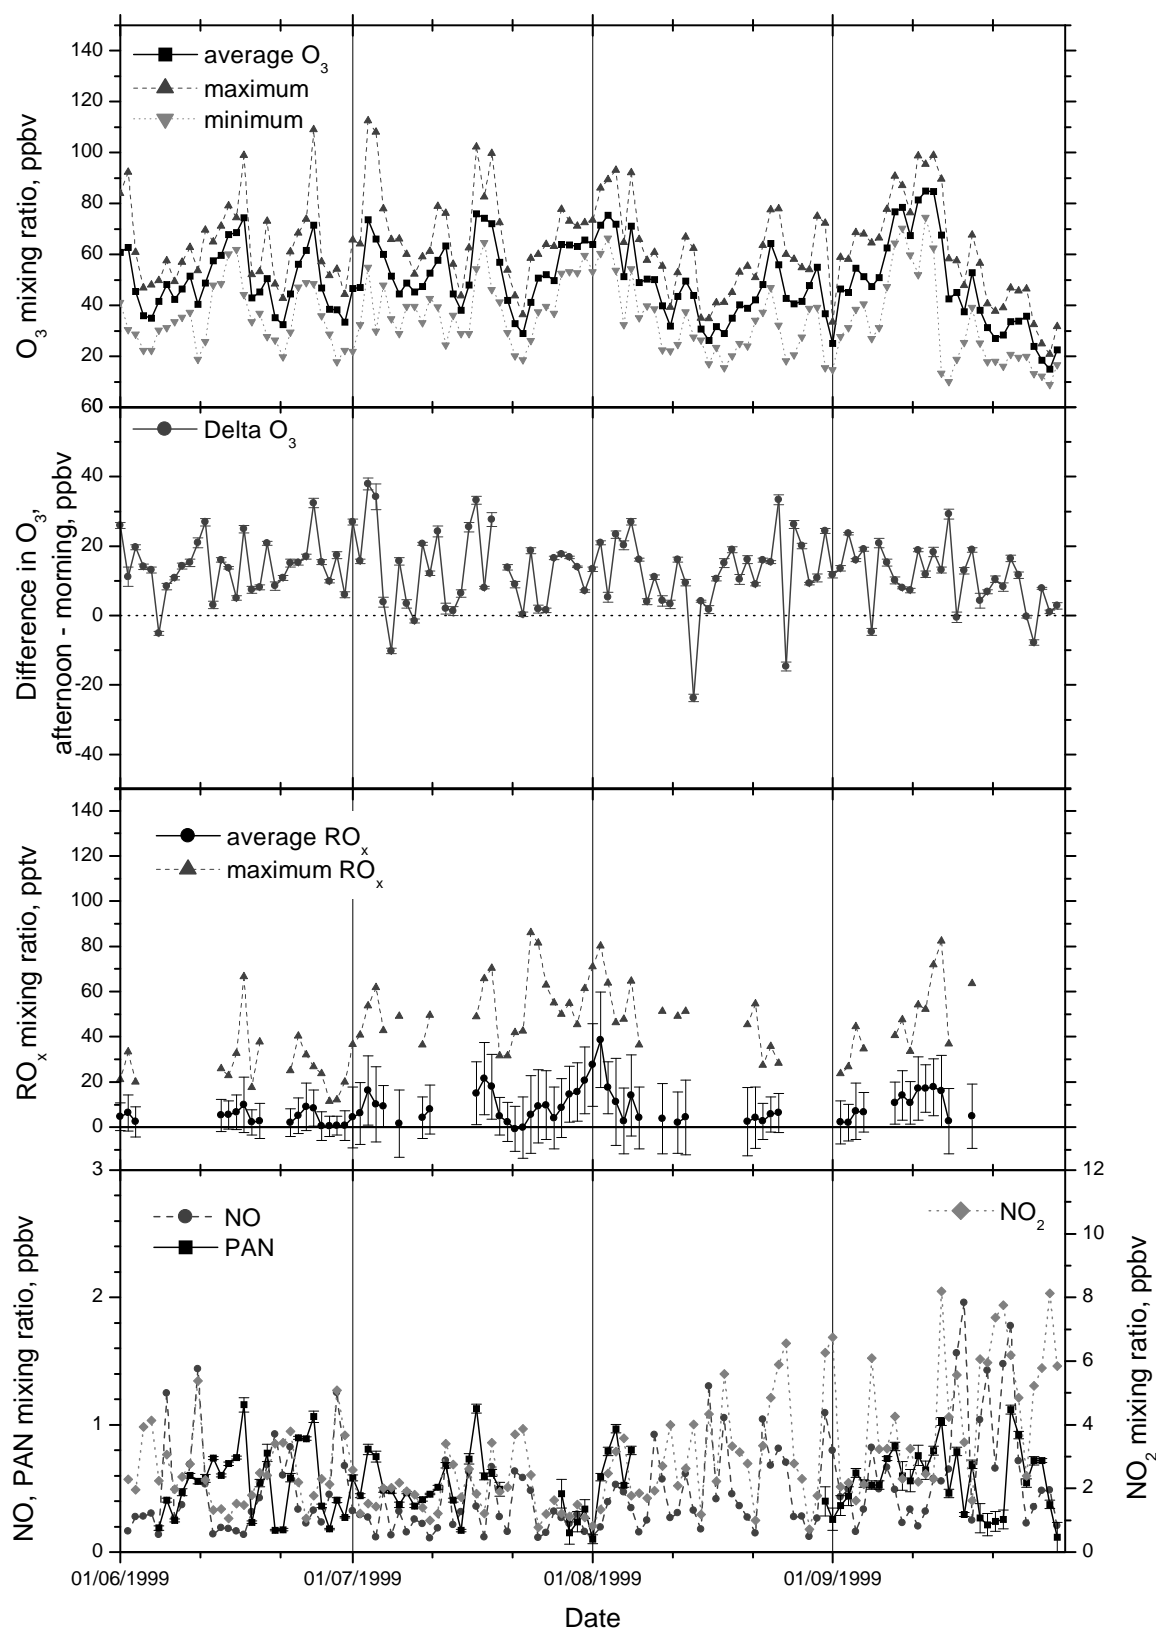 140
120
100
80
60
40
20
60
O3 mixing ratio, ppbv
average O3
maximum
minimum
40
20
0
-20
-40
Difference in O3,
afternoon - morning, ppbv
Delta O3
140
120
100
80
60
40
20
0
ROx mixing ratio, pptv
average ROx
maximum ROx
3
2
1
0
NO, PAN mixing ratio, ppbv
NO
PAN
NO2
12
10
8
6
4
2
0
NO2 mixing ratio, ppbv
01/06/1999 01/07/1999 01/08/1999 01/09/1999
Date